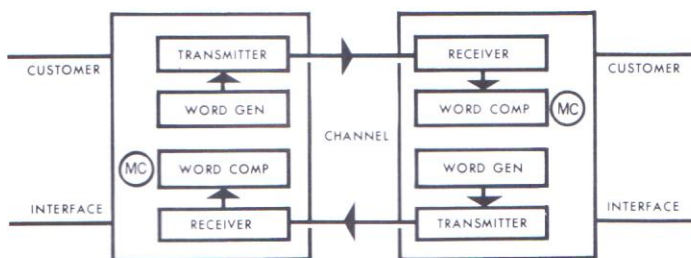 TRANSMITTER
RECEIVER
CUSTOMER
CUSTOMER
WORD GEN
WORD COMP
MC
CHANNEL
MC
WORD COMP
WORD GEN
INTERFACE
INTERFACE
RECEIVER
TRANSMITTER